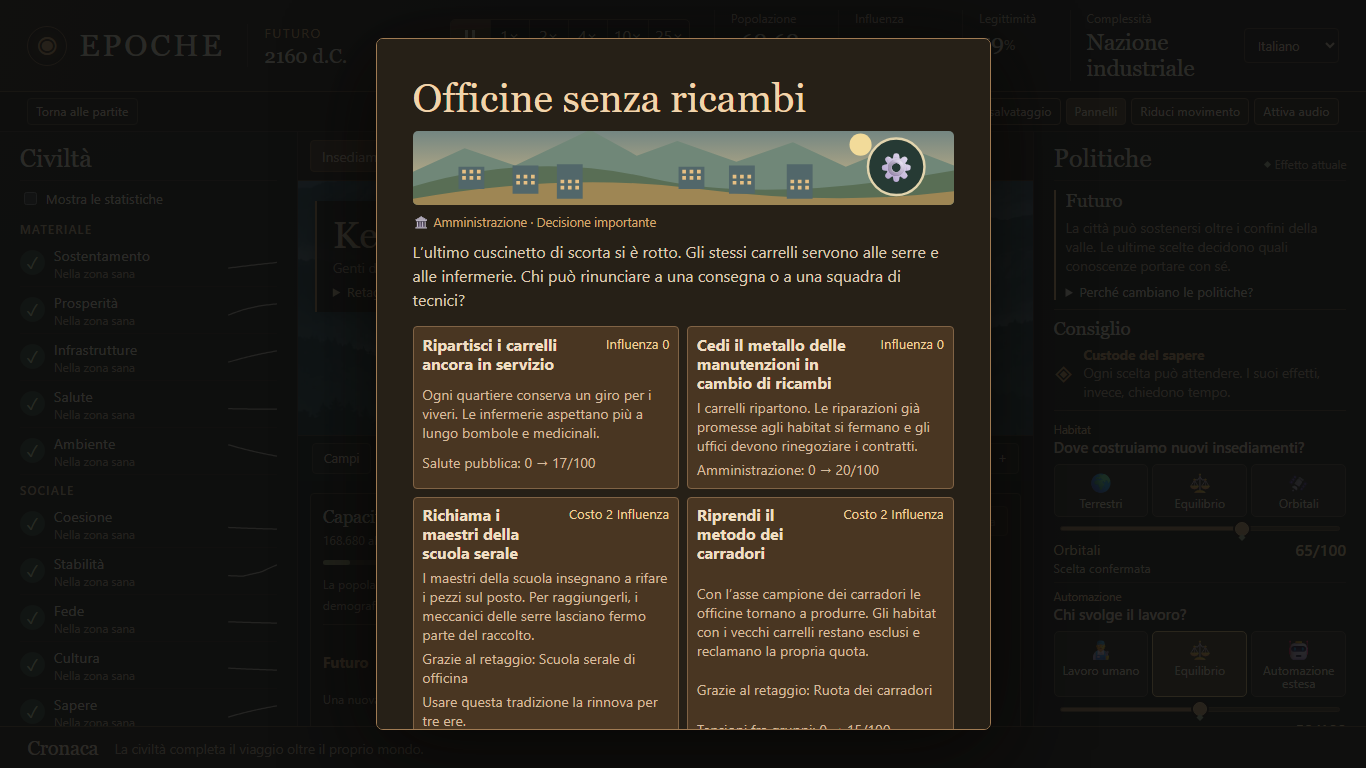 EPOCHE
FUTURO
2160 d.C.
1×
2×
4×
10×
25×
Popolazione
Influenza
Legittimità
Complessità
Nazione
industriale
Italiano
Torna alle partite
salvataggio
Pannelli
Riduci movimento
Attiva audio
Civiltà
Mostra le statistiche
MATERIALE
Sostentamento
Nella zona sana
Prosperità
Nella zona sana
Infrastrutture
Nella zona sana
Salute
Nella zona sana
Ambiente
Nella zona sana
SOCIALE
Coesione
Nella zona sana
Stabilità
Nella zona sana
Fede
Nella zona sana
Cultura
Nella zona sana
Sapere
Nella zona sana
Campi
Futuro
Officine senza ricambi
Amministrazione · Decisione importante
L'ultimo cuscinetto di scorta si è rotto. Gli stessi carrelli servono alle serre e
alle infermerie. Chi può rinunciare a una consegna o a una squadra di
tecnici?
Ripartisci i carrelli
ancora in servizio
Influenza 0
Ogni quartiere conserva un giro per i
viveri. Le infermerie aspettano più a
lungo bombole e medicinali.
Salute pubblica: 0 → 17/100
Cedi il metallo delle
manutenzioni in
cambio di ricambi
Influenza 0
I carrelli ripartono. Le riparazioni già
promesse agli habitat si fermano e gli
uffici devono rinegoziare i contratti.
Amministrazione: 0 → 20/100
Richiama i
maestri della
scuola serale
Costo 2 Influenza
I maestri della scuola insegnano a rifare
i pezzi sul posto. Per raggiungerli, i
meccanici delle serre lasciano fermo
parte del raccolto.
Grazie al retaggio: Scuola serale di
officina
Usare questa tradizione la rinnova per
tre ere.
Riprendi il
metodo dei
carradori
Costo 2 Influenza
Con l'asse campione dei carradori le
officine tornano a produrre. Gli habitat
con i vecchi carrelli restano esclusi e
reclamano la propria quota.
Grazie al retaggio: Ruota dei carradori
Tensioni fra gruppi: 0 → 15/100
Politiche
Effetto attuale
Futuro
La città può sostenersi oltre i confini della
valle. Le ultime scelte decidono quali
conoscenze portare con sé.
Perché cambiano le politiche?
Consiglio
Custode del sapere
Ogni scelta può attendere. I suoi effetti,
invece, chiedono tempo.
Habitat
Dove costruiamo nuovi insediamenti?
Terrestri
Equilibrio
Orbitali
Orbitali
65/100
Scelta confermata
Automazione
Chi svolge il lavoro?
Lavoro umano
Equilibrio
Automazione
estesa
Cronaca
La civiltà completa il viaggio oltre il proprio mondo.